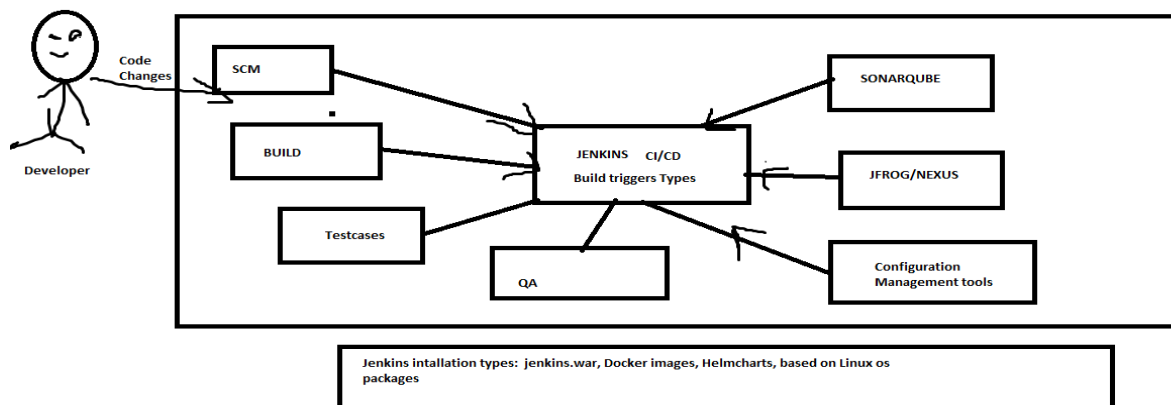 Code
Changes
Developer
SCM
BUILD
Testcases
QA
JENKINS CI/CD
Build triggers Types
SONARQUBE
JFROG/NEXUS
Configuration
Management tools
Jenkins intallation types: jenkins.war, Docker images, Helmcharts, based on Linux os
packages